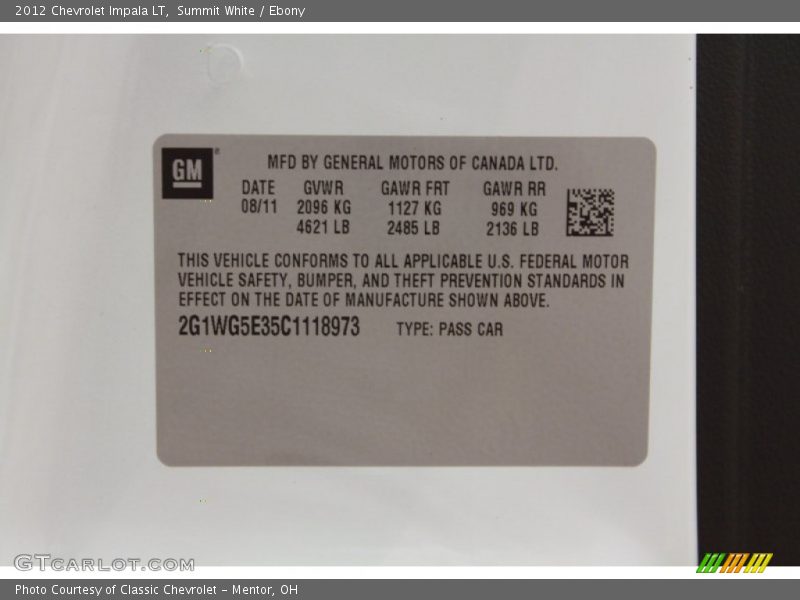 2012 Chevrolet Impala LT, Summit White / Ebony
GM
MFD BY GENERAL MOTORS OF CANADA LTD.
DATE GVWR GAWR FRT GAWR RR
08/11 2096 KG 1127 KG 969 KG
4621 LB 2485 LB 2136 LB
THIS VEHICLE CONFORMS TO ALL APPLICABLE U.S. FEDERAL MOTOR
VEHICLE SAFETY, BUMPER, AND THEFT PREVENTION STANDARDS IN
EFFECT ON THE DATE OF MANUFACTURE SHOWN ABOVE.
2G1WG5E35C1118973 TYPE: PASS CAR
GTCARLOT.COM
Photo Courtesy of Classic Chevrolet - Mentor, OH